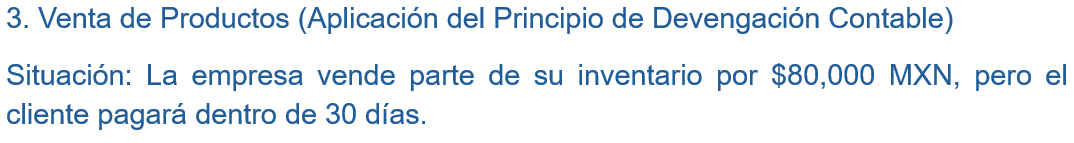 3. Venta de Productos (Aplicación del Principio de Devengación Contable)
Situación: La empresa vende parte de su inventario por $80,000 MXN, pero el
cliente pagará dentro de 30 días.